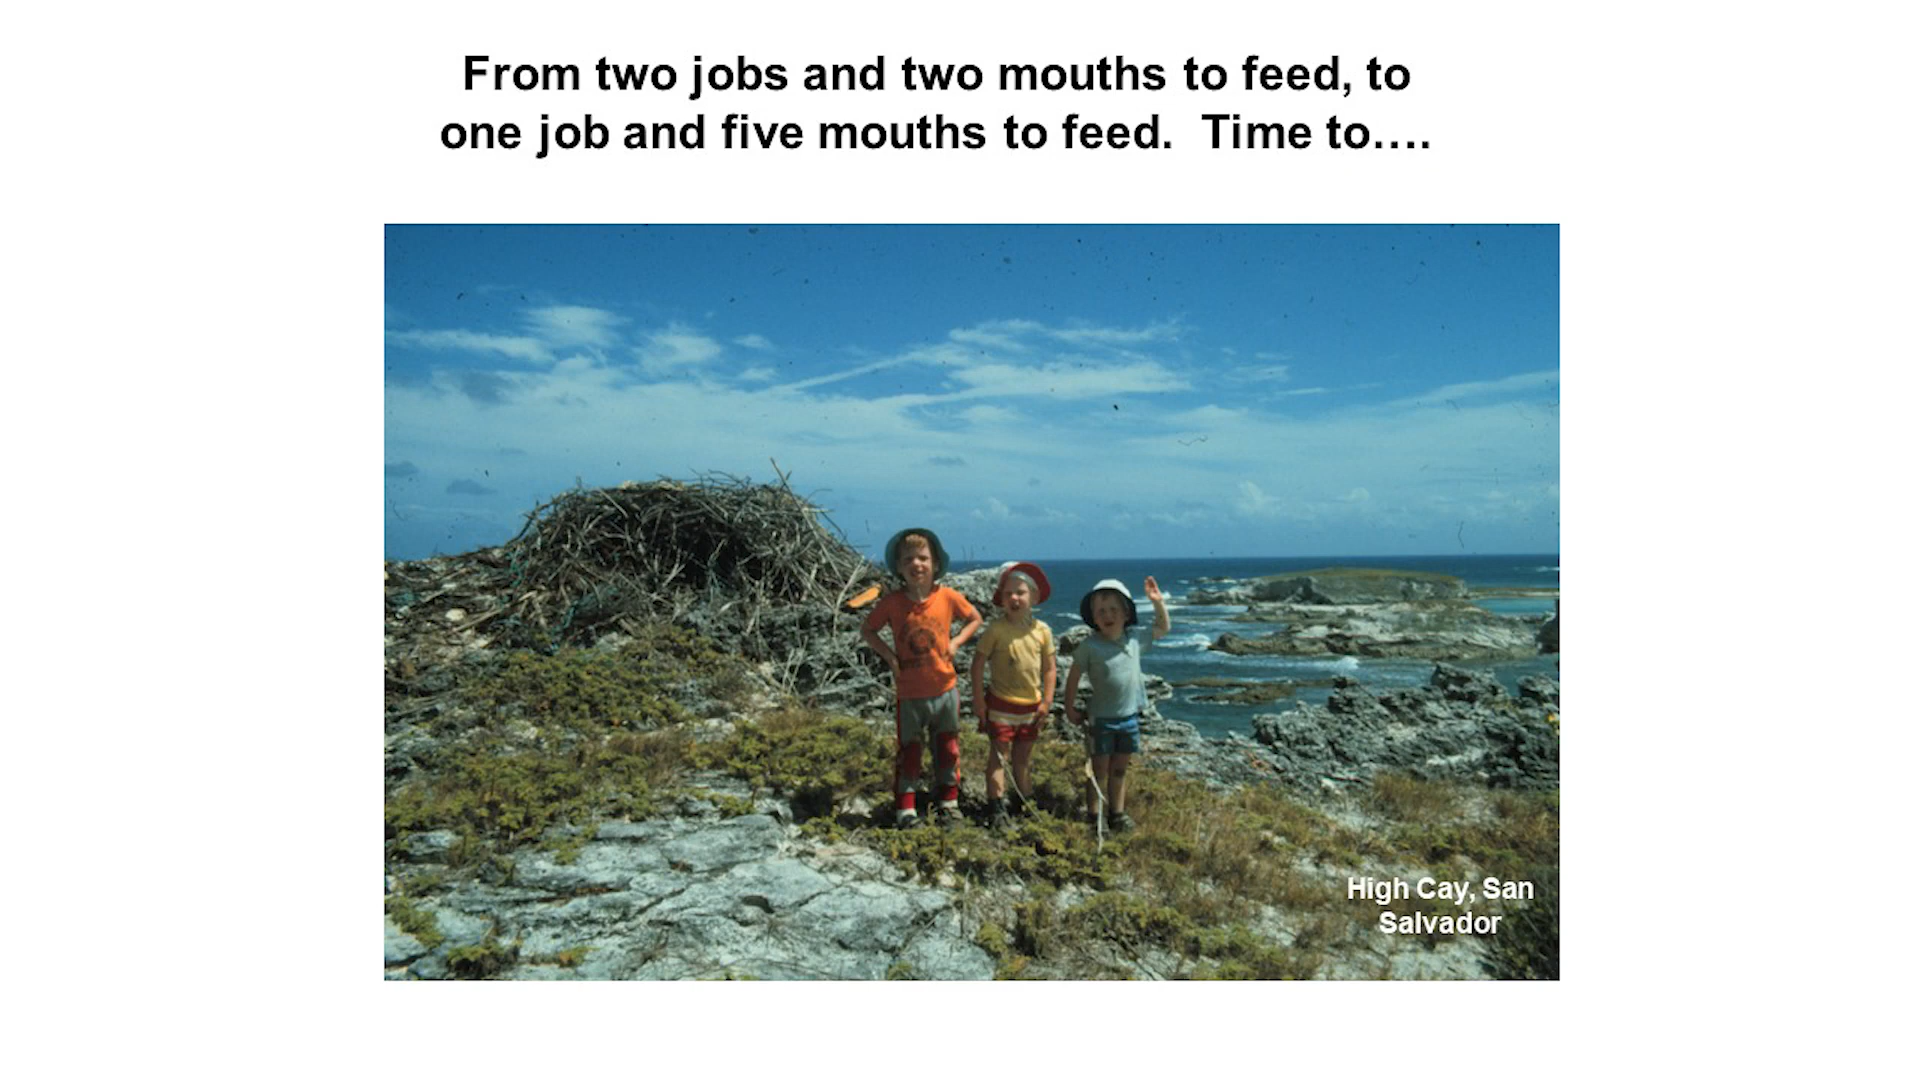 From two jobs and two mouths to feed, to
one job and five mouths to feed.  Time to….
High Cay, San
Salvador